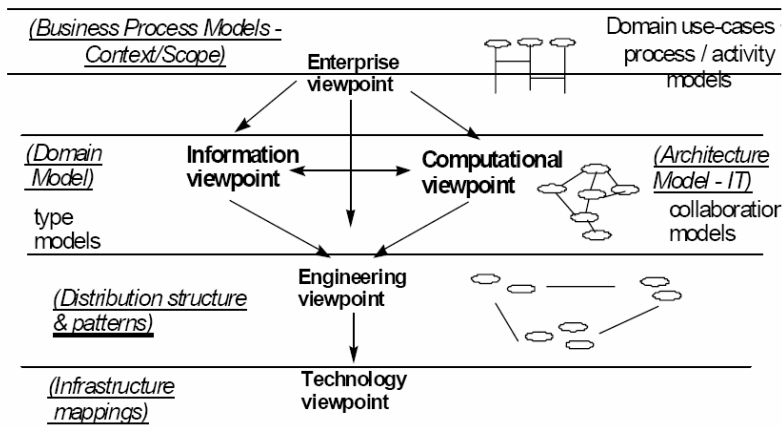 (Business Process Models -
Context/Scope)
Enterprise
viewpoint
Domain use-cases
process / activity
models
(Domain
Model)
type
models
Information
viewpoint
Computational
viewpoint
(Architecture
Model - IT)
collaboration
models
(Distribution structure
& patterns)
Engineering
viewpoint
(Infrastructure
mappings)
Technology
viewpoint